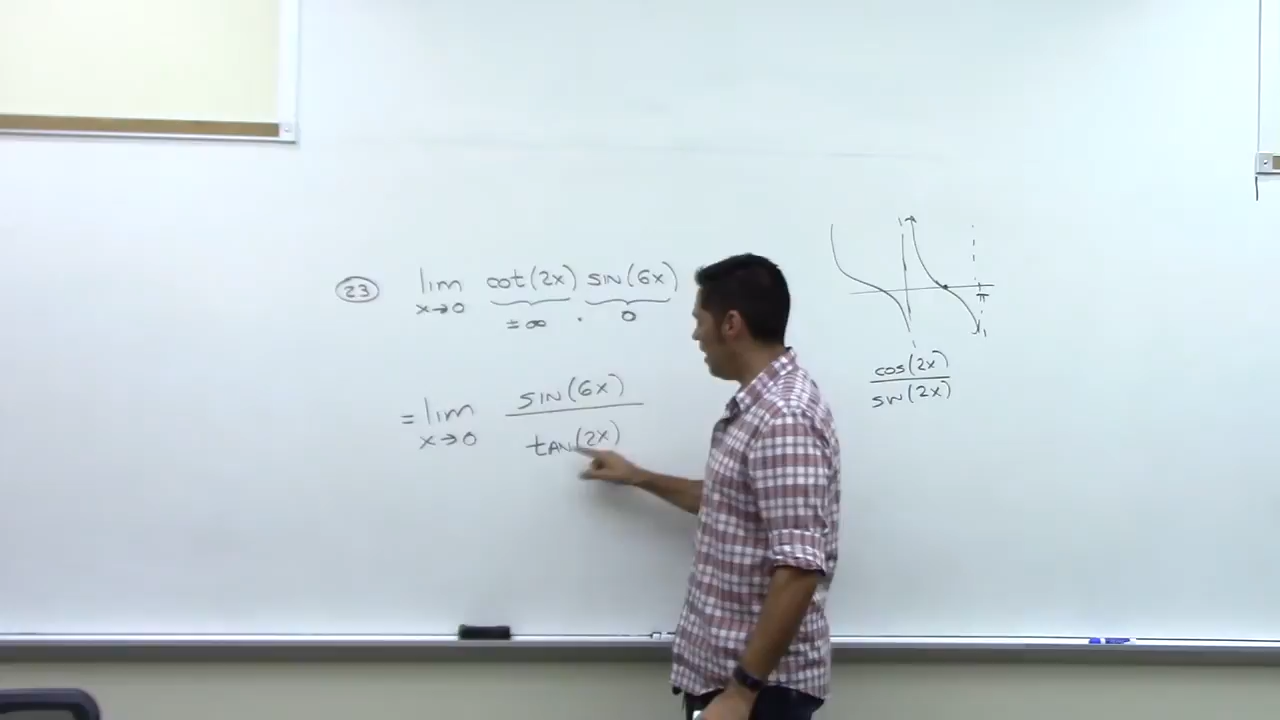 23 lim x→0 cot(2x) sin(6x)
±∞ · 0
= lim x→0 sin(6x) / tan(2x)
π
cos(2x)
sin(2x)